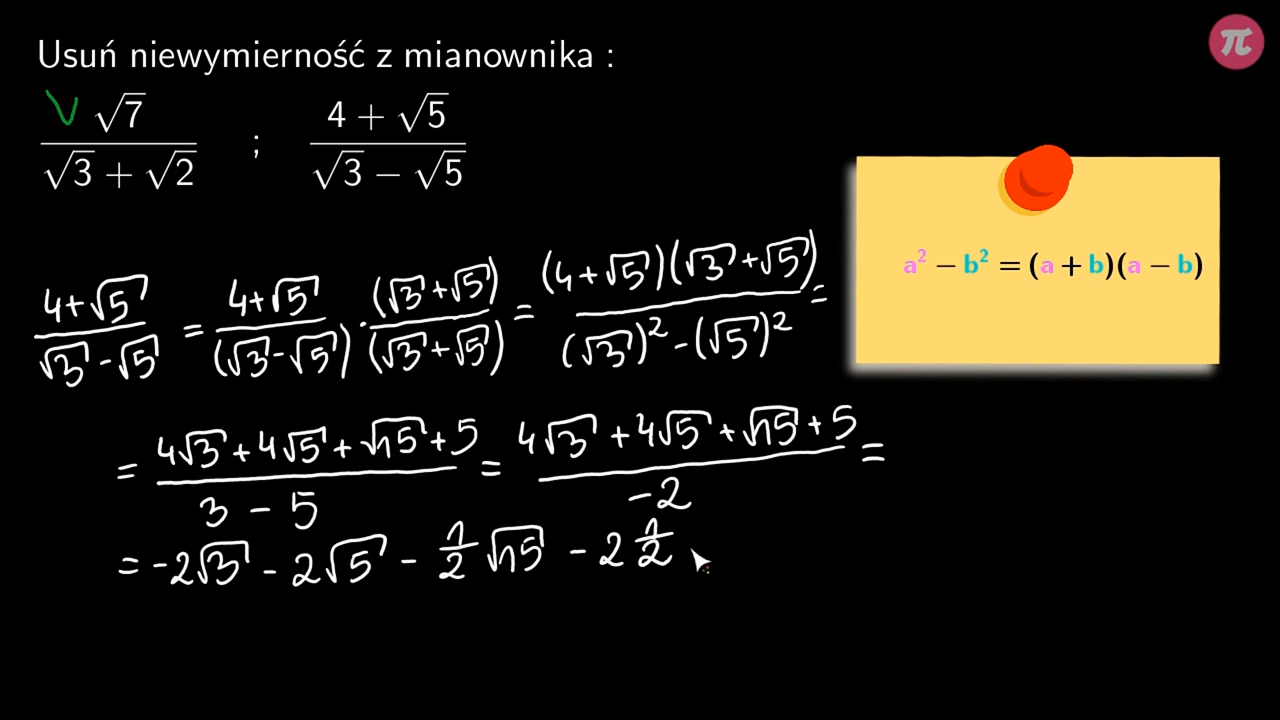 Usuń niewymierność z mianownika :
√7 / (√3 + √2) ; (4 + √5) / (√3 − √5)
a² − b² = (a + b)(a − b)
(4+√5) / (√3 − √5) = (4+√5) / (√3 − √5) · (√3 + √5) / (√3 + √5) = (4+√5)(√3+√5) / ((√3)² − (√5)²) =
= (4√3 + 4√5 + √15 + 5) / (3 − 5) = (4√3 + 4√5 + √15 + 5) / (−2) =
= −2√3 − 2√5 − 1/2 √15 − 2 1/2
π